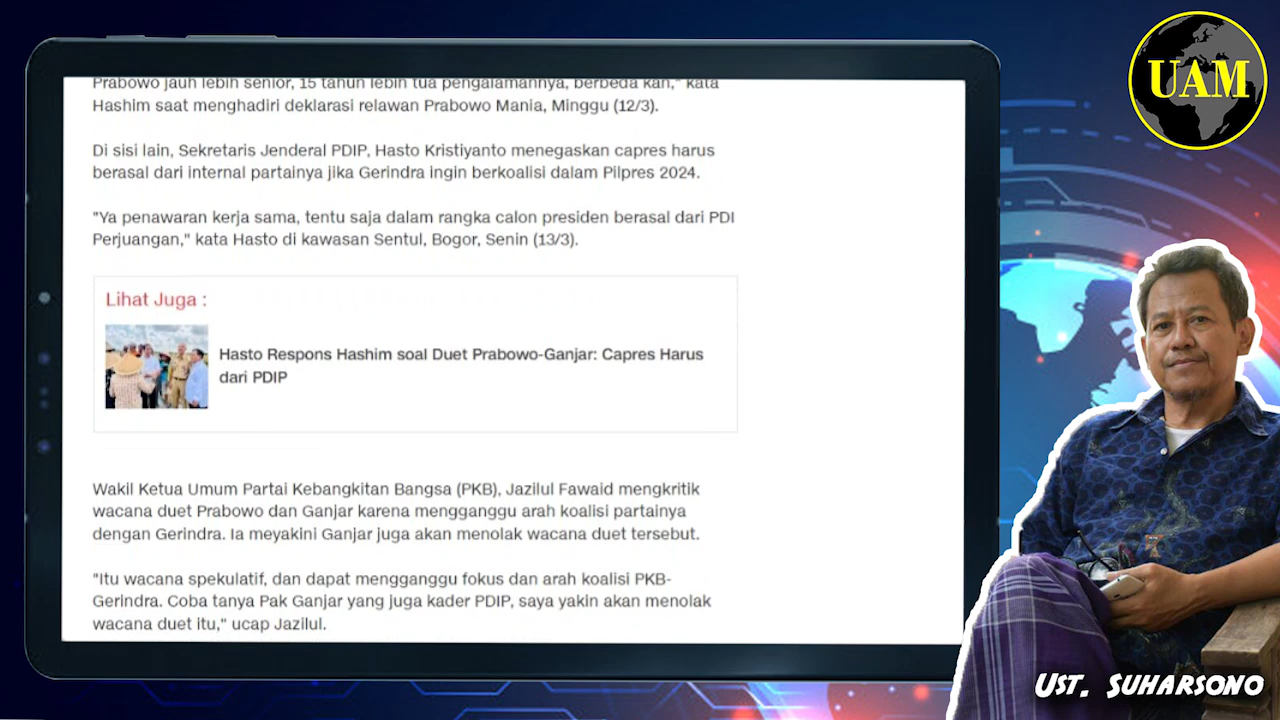 Prabowo jauh lebih senior, 15 tahun lebih tua pengalamannya, berbeda kan," kata
Hashim saat menghadiri deklarasi relawan Prabowo Mania, Minggu (12/3).
Di sisi lain, Sekretaris Jenderal PDIP, Hasto Kristiyanto menegaskan capres harus
berasal dari internal partainya jika Gerindra ingin berkoalisi dalam Pilpres 2024.
"Ya penawaran kerja sama, tentu saja dalam rangka calon presiden berasal dari PDI
Perjuangan," kata Hasto di kawasan Sentul, Bogor, Senin (13/3).
Lihat Juga :
Hasto Respons Hashim soal Duet Prabowo-Ganjar: Capres Harus
dari PDIP
Wakil Ketua Umum Partai Kebangkitan Bangsa (PKB), Jazilul Fawaid mengkritik
wacana duet Prabowo dan Ganjar karena mengganggu arah koalisi partainya
dengan Gerindra. Ia meyakini Ganjar juga akan menolak wacana duet tersebut.
"Itu wacana spekulatif, dan dapat mengganggu fokus dan arah koalisi PKB-
Gerindra. Coba tanya Pak Ganjar yang juga kader PDIP, saya yakin akan menolak
wacana duet itu," ucap Jazilul.
UAM
UST. SUHARSONO